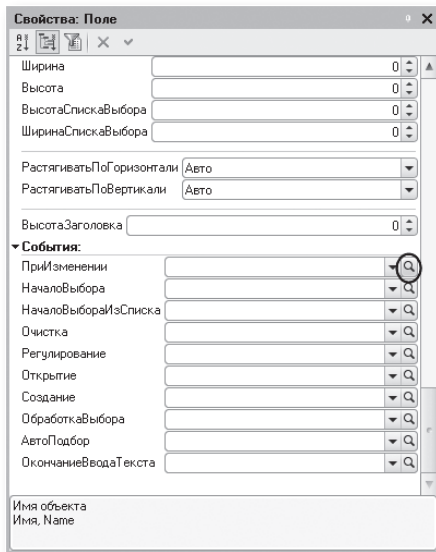 Свойства: Поле
Ширина 0
Высота 0
ВысотаСпискаВыбора 0
ШиринаСпискаВыбора 0
РастягиватьПоГоризонтали Авто
РастягиватьПоВертикали Авто
ВысотаЗаголовка 0
События:
ПриИзменении
НачалоВыбора
НачалоВыбораИзСписка
Очистка
Регулирование
Открытие
Создание
ОбработкаВыбора
АвтоПодбор
ОкончаниеВводаТекста
Имя объекта
Имя, Name